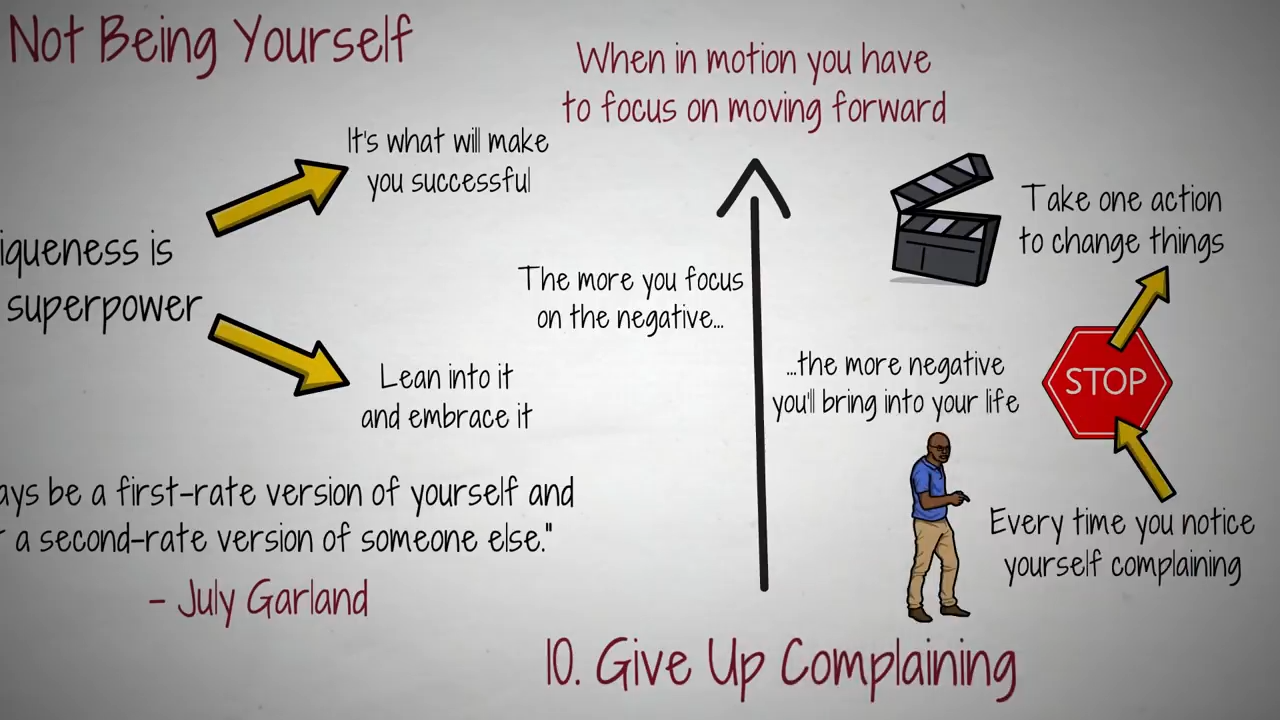 Not Being Yourself
It's what will make
you successful
iqueness is
superpower
Lean into it
and embrace it
ays be a first-rate version of yourself and
a second-rate version of someone else."
- July Garland
When in motion you have
to focus on moving forward
The more you focus
on the negative...
...the more negative
you'll bring into your life
Take one action
to change things
STOP
Every time you notice
yourself complaining
10. Give Up Complaining